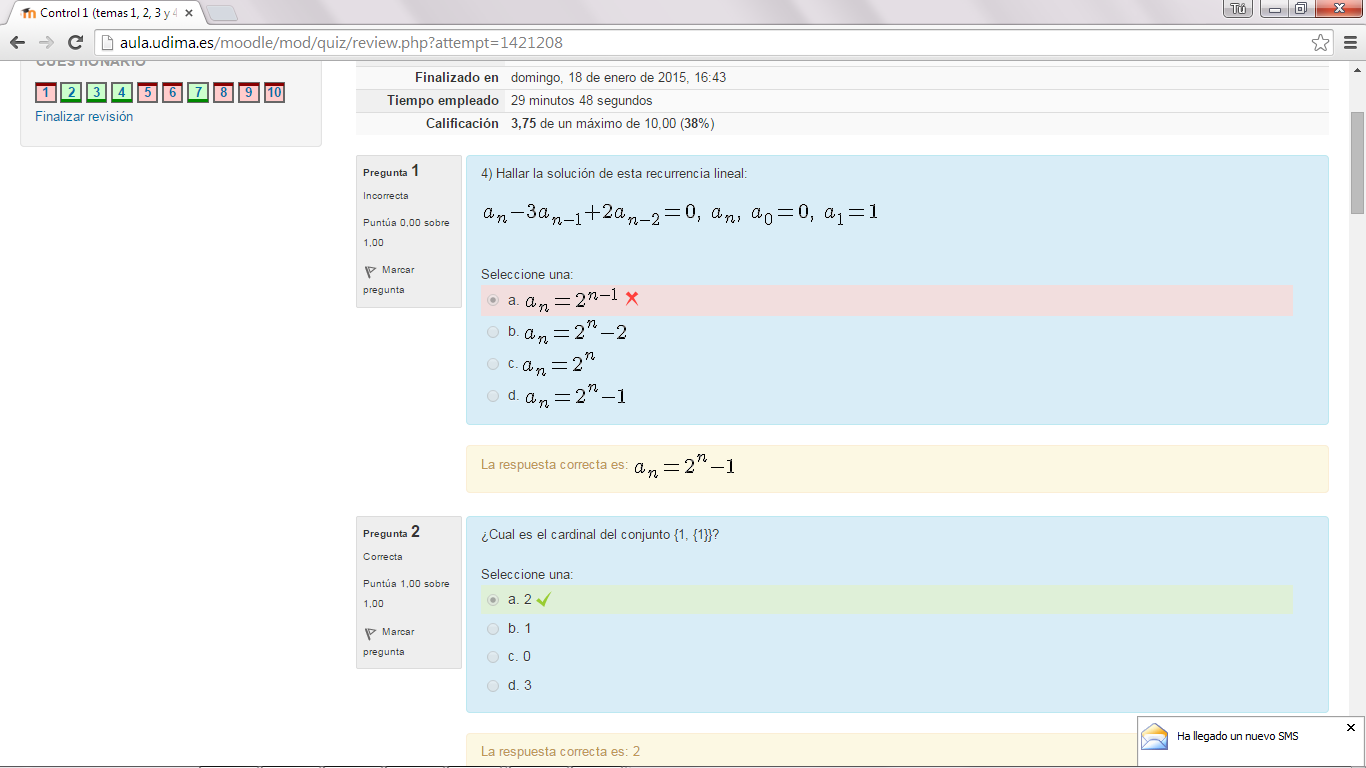 Control 1 (temas 1, 2, 3 y 4
Tú
aula.udima.es/moodle/mod/quiz/review.php?attempt=1421208
CUESTIONARIO
1 2 3 4 5 6 7 8 9 10
Finalizar revisión
Finalizado en domingo, 18 de enero de 2015, 16:43
Tiempo empleado 29 minutos 48 segundos
Calificación 3,75 de un máximo de 10,00 (38%)
Pregunta 1
Incorrecta
Puntúa 0,00 sobre
1,00
Marcar
pregunta
4) Hallar la solución de esta recurrencia lineal:
a_n−3a_{n−1}+2a_{n−2}=0, a_n, a_0=0, a_1=1
Seleccione una:
a. a_n=2^{n−1}
b. a_n=2^n−2
c. a_n=2^n
d. a_n=2^n−1
La respuesta correcta es: a_n=2^n−1
Pregunta 2
Correcta
Puntúa 1,00 sobre
1,00
Marcar
pregunta
¿Cual es el cardinal del conjunto {1, {1}}?
Seleccione una:
a. 2
b. 1
c. 0
d. 3
La respuesta correcta es: 2
Ha llegado un nuevo SMS